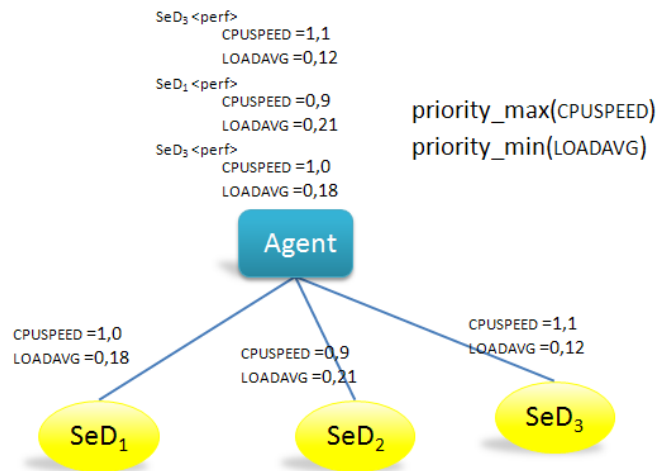 SeD3 <perf>
CPUSPEED =1,1
LOADAVG =0,12
SeD1 <perf>
CPUSPEED =0,9
LOADAVG =0,21
SeD3 <perf>
CPUSPEED =1,0
LOADAVG =0,18
priority_max(CPUSPEED)
priority_min(LOADAVG)
Agent
CPUSPEED =1,0
LOADAVG =0,18
CPUSPEED =0,9
LOADAVG =0,21
CPUSPEED =1,1
LOADAVG =0,12
SeD1
SeD2
SeD3